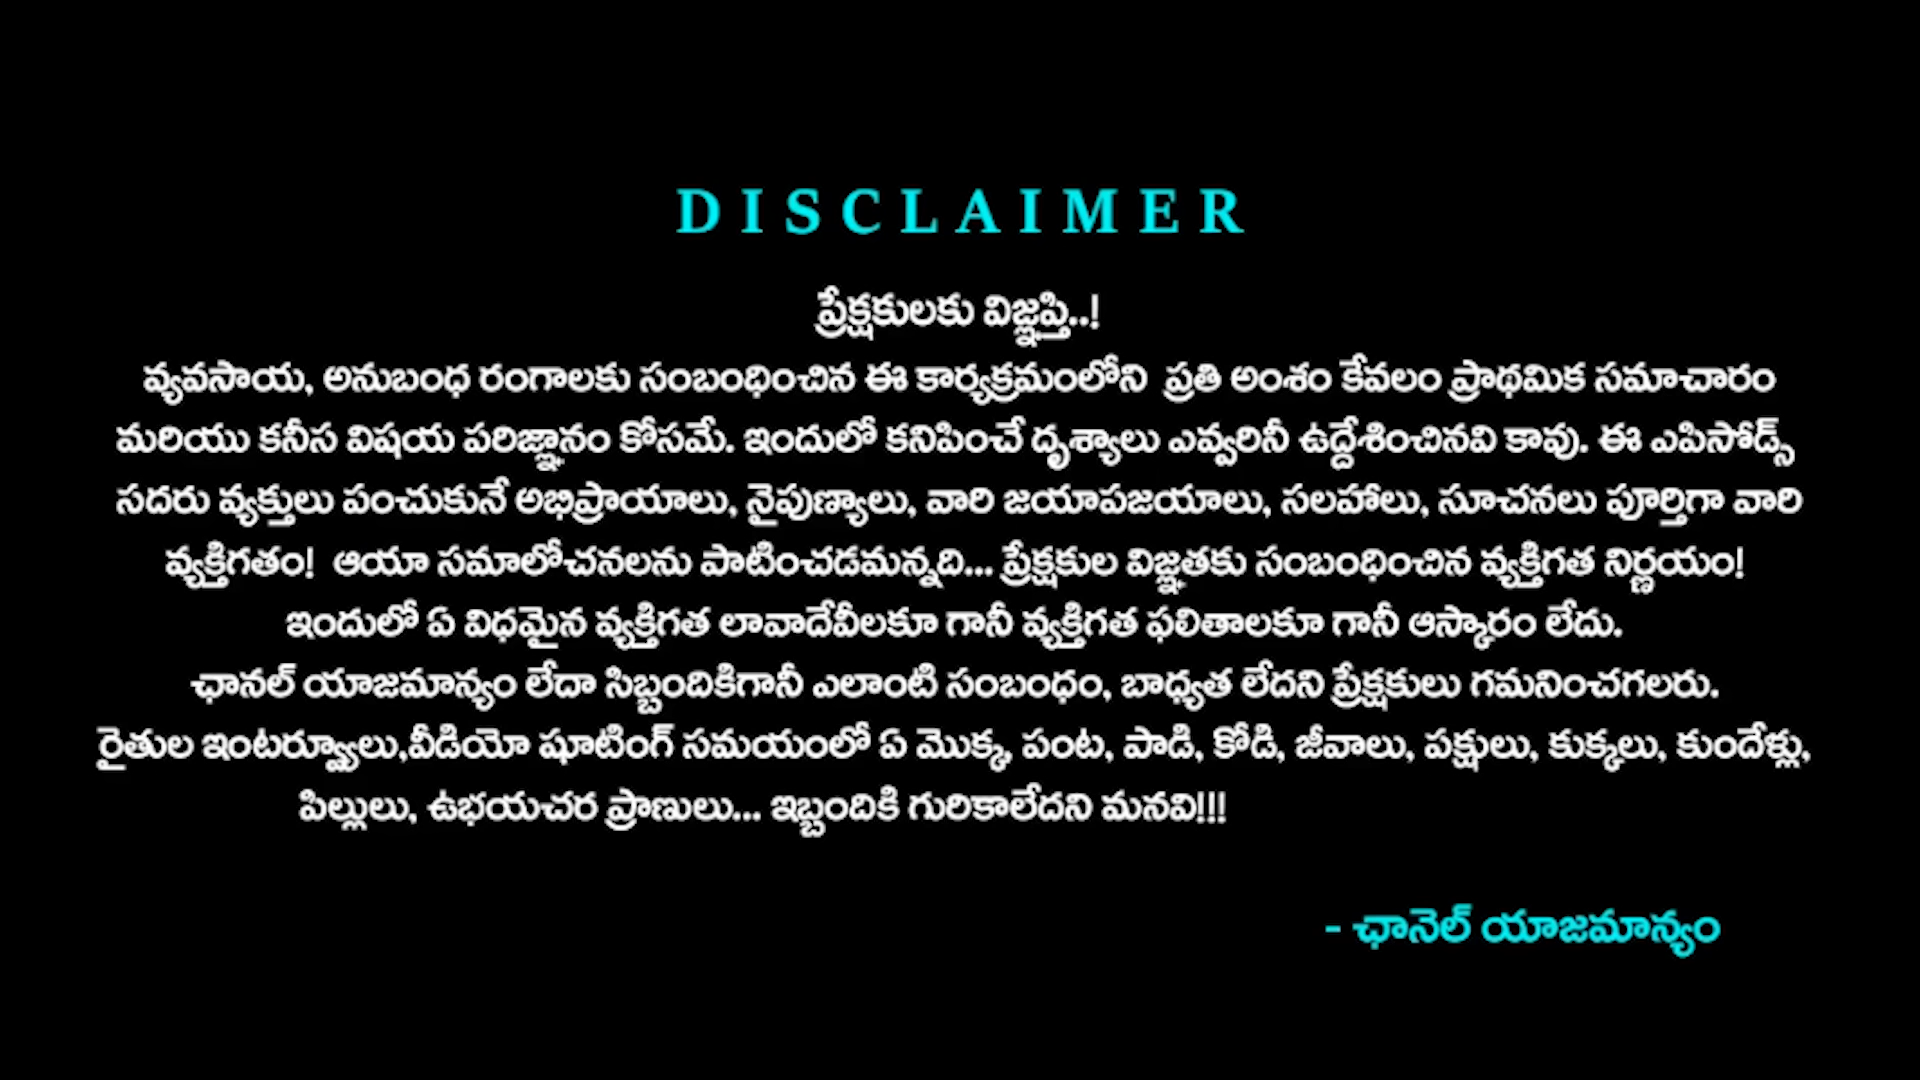 DISCLAIMER
ప్రేక్షకులకు విజ్ఞప్తి..!
వ్యవసాయ, అనుబంధ రంగాలకు సంబంధించిన ఈ కార్యక్రమంలోని ప్రతి అంశం కేవలం ప్రాథమిక సమాచారం
మరియు కనీస విషయ పరిజ్ఞానం కోసమే. ఇందులో కనిపించే దృశ్యాలు ఎవ్వరినీ ఉద్దేశించినవి కావు. ఈ ఎపిసోడ్స్
సదరు వ్యక్తులు పంచుకునే అభిప్రాయాలు, నైపుణ్యాలు, వారి జయాపజయాలు, సలహాలు, సూచనలు పూర్తిగా వారి
వ్యక్తిగతం! ఆయా సమాలోచనలను పాటించడమన్నది... ప్రేక్షకుల విజ్ఞతకు సంబంధించిన వ్యక్తిగత నిర్ణయం!
ఇందులో ఏ విధమైన వ్యక్తిగత లావాదేవీలకూ గానీ వ్యక్తిగత ఫలితాలకూ గానీ ఆస్కారం లేదు.
ఛానల్ యాజమాన్యం లేదా సిబ్బందికిగానీ ఎలాంటి సంబంధం, బాధ్యత లేదని ప్రేక్షకులు గమనించగలరు.
రైతుల ఇంటర్వ్యూలు,వీడియో షూటింగ్ సమయంలో ఏ మొక్క, పంట, పాడి, కోడి, జీవాలు, పక్షులు, కుక్కలు, కుందేళ్లు,
పిల్లులు, ఉభయచర ప్రాణులు... ఇబ్బందికి గురికాలేదని మనవి!!!
- ఛానెల్ యాజమాన్యం